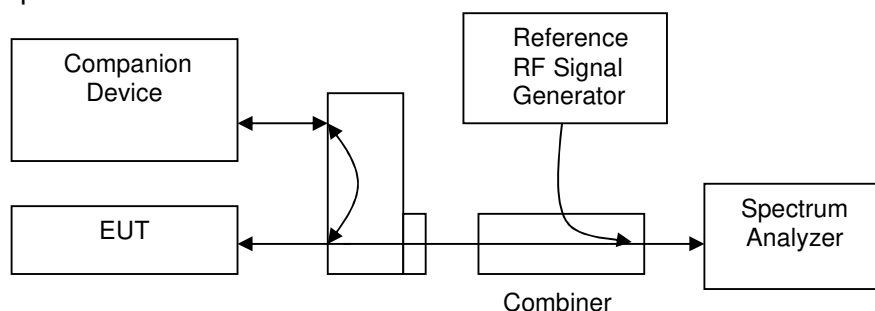 Companion
Device
Reference
RF Signal
Generator
EUT
Spectrum
Analyzer
Combiner